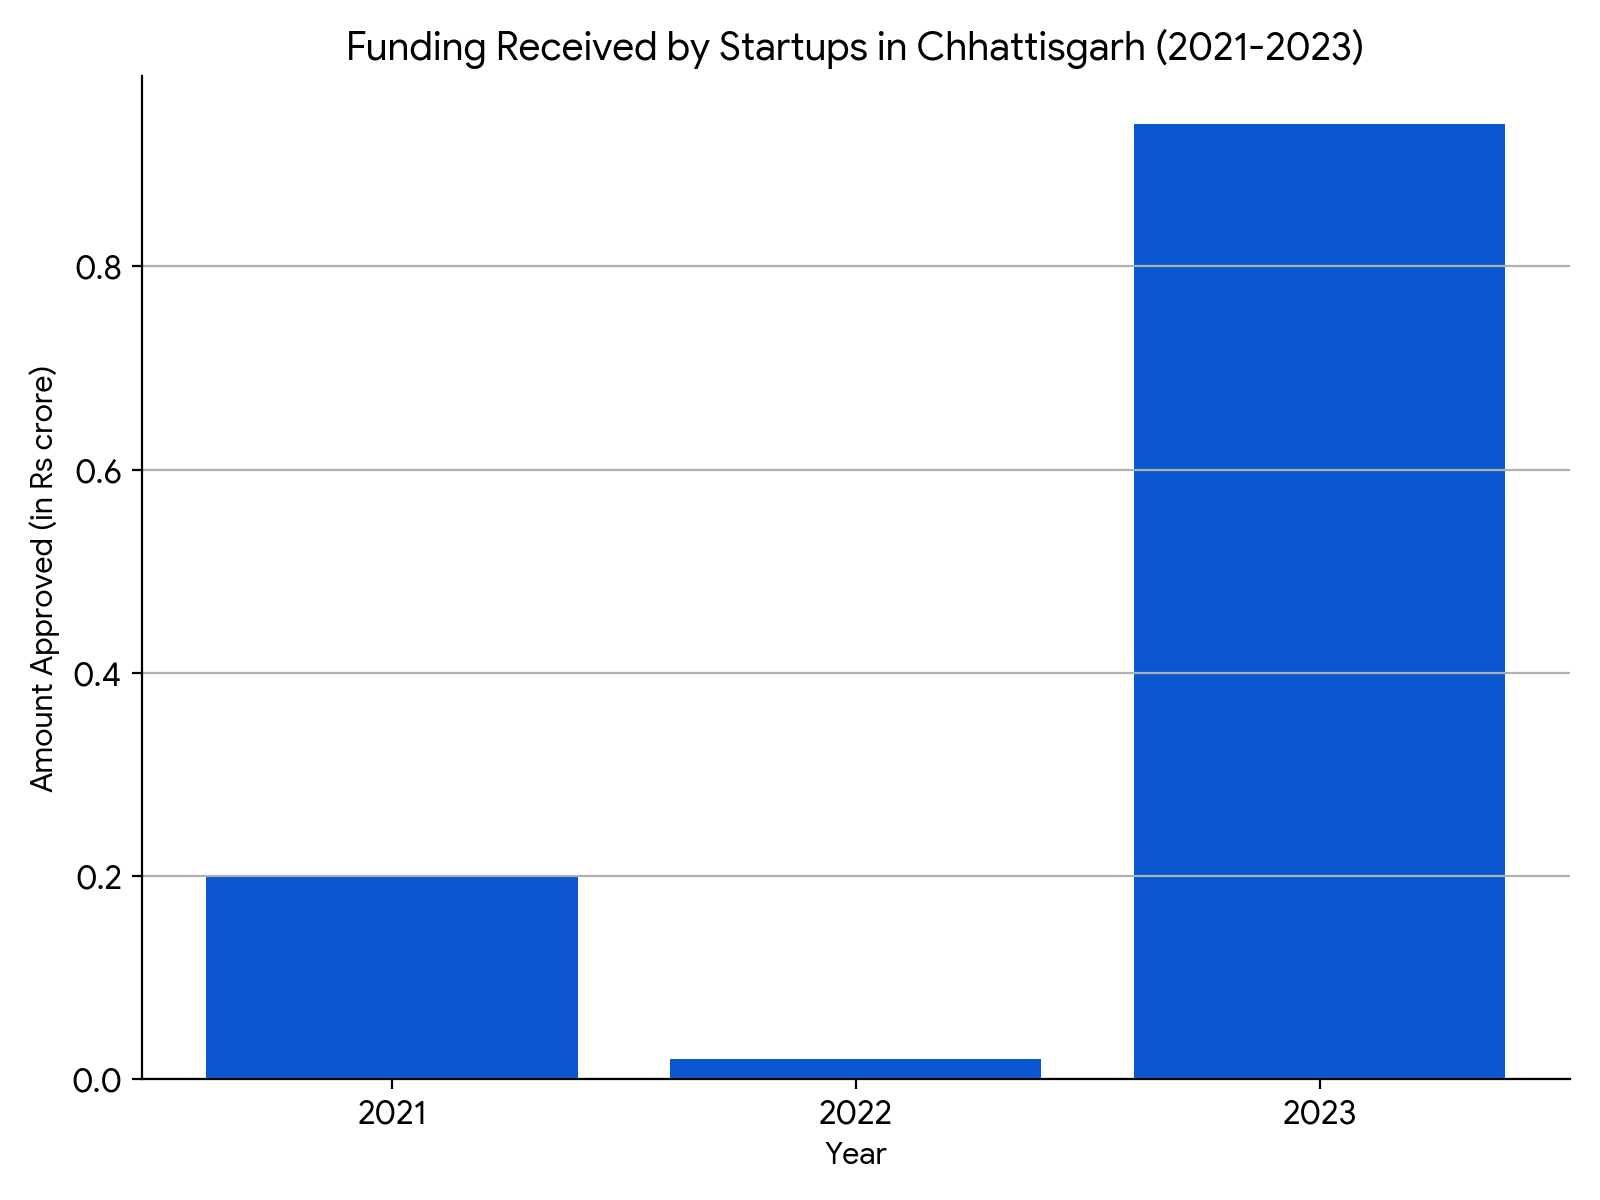 Funding Received by Startups in Chhattisgarh (2021-2023)
Amount Approved (in Rs crore)
0.8
0.6
0.4
0.2
0.0
2021 2022 2023
Year